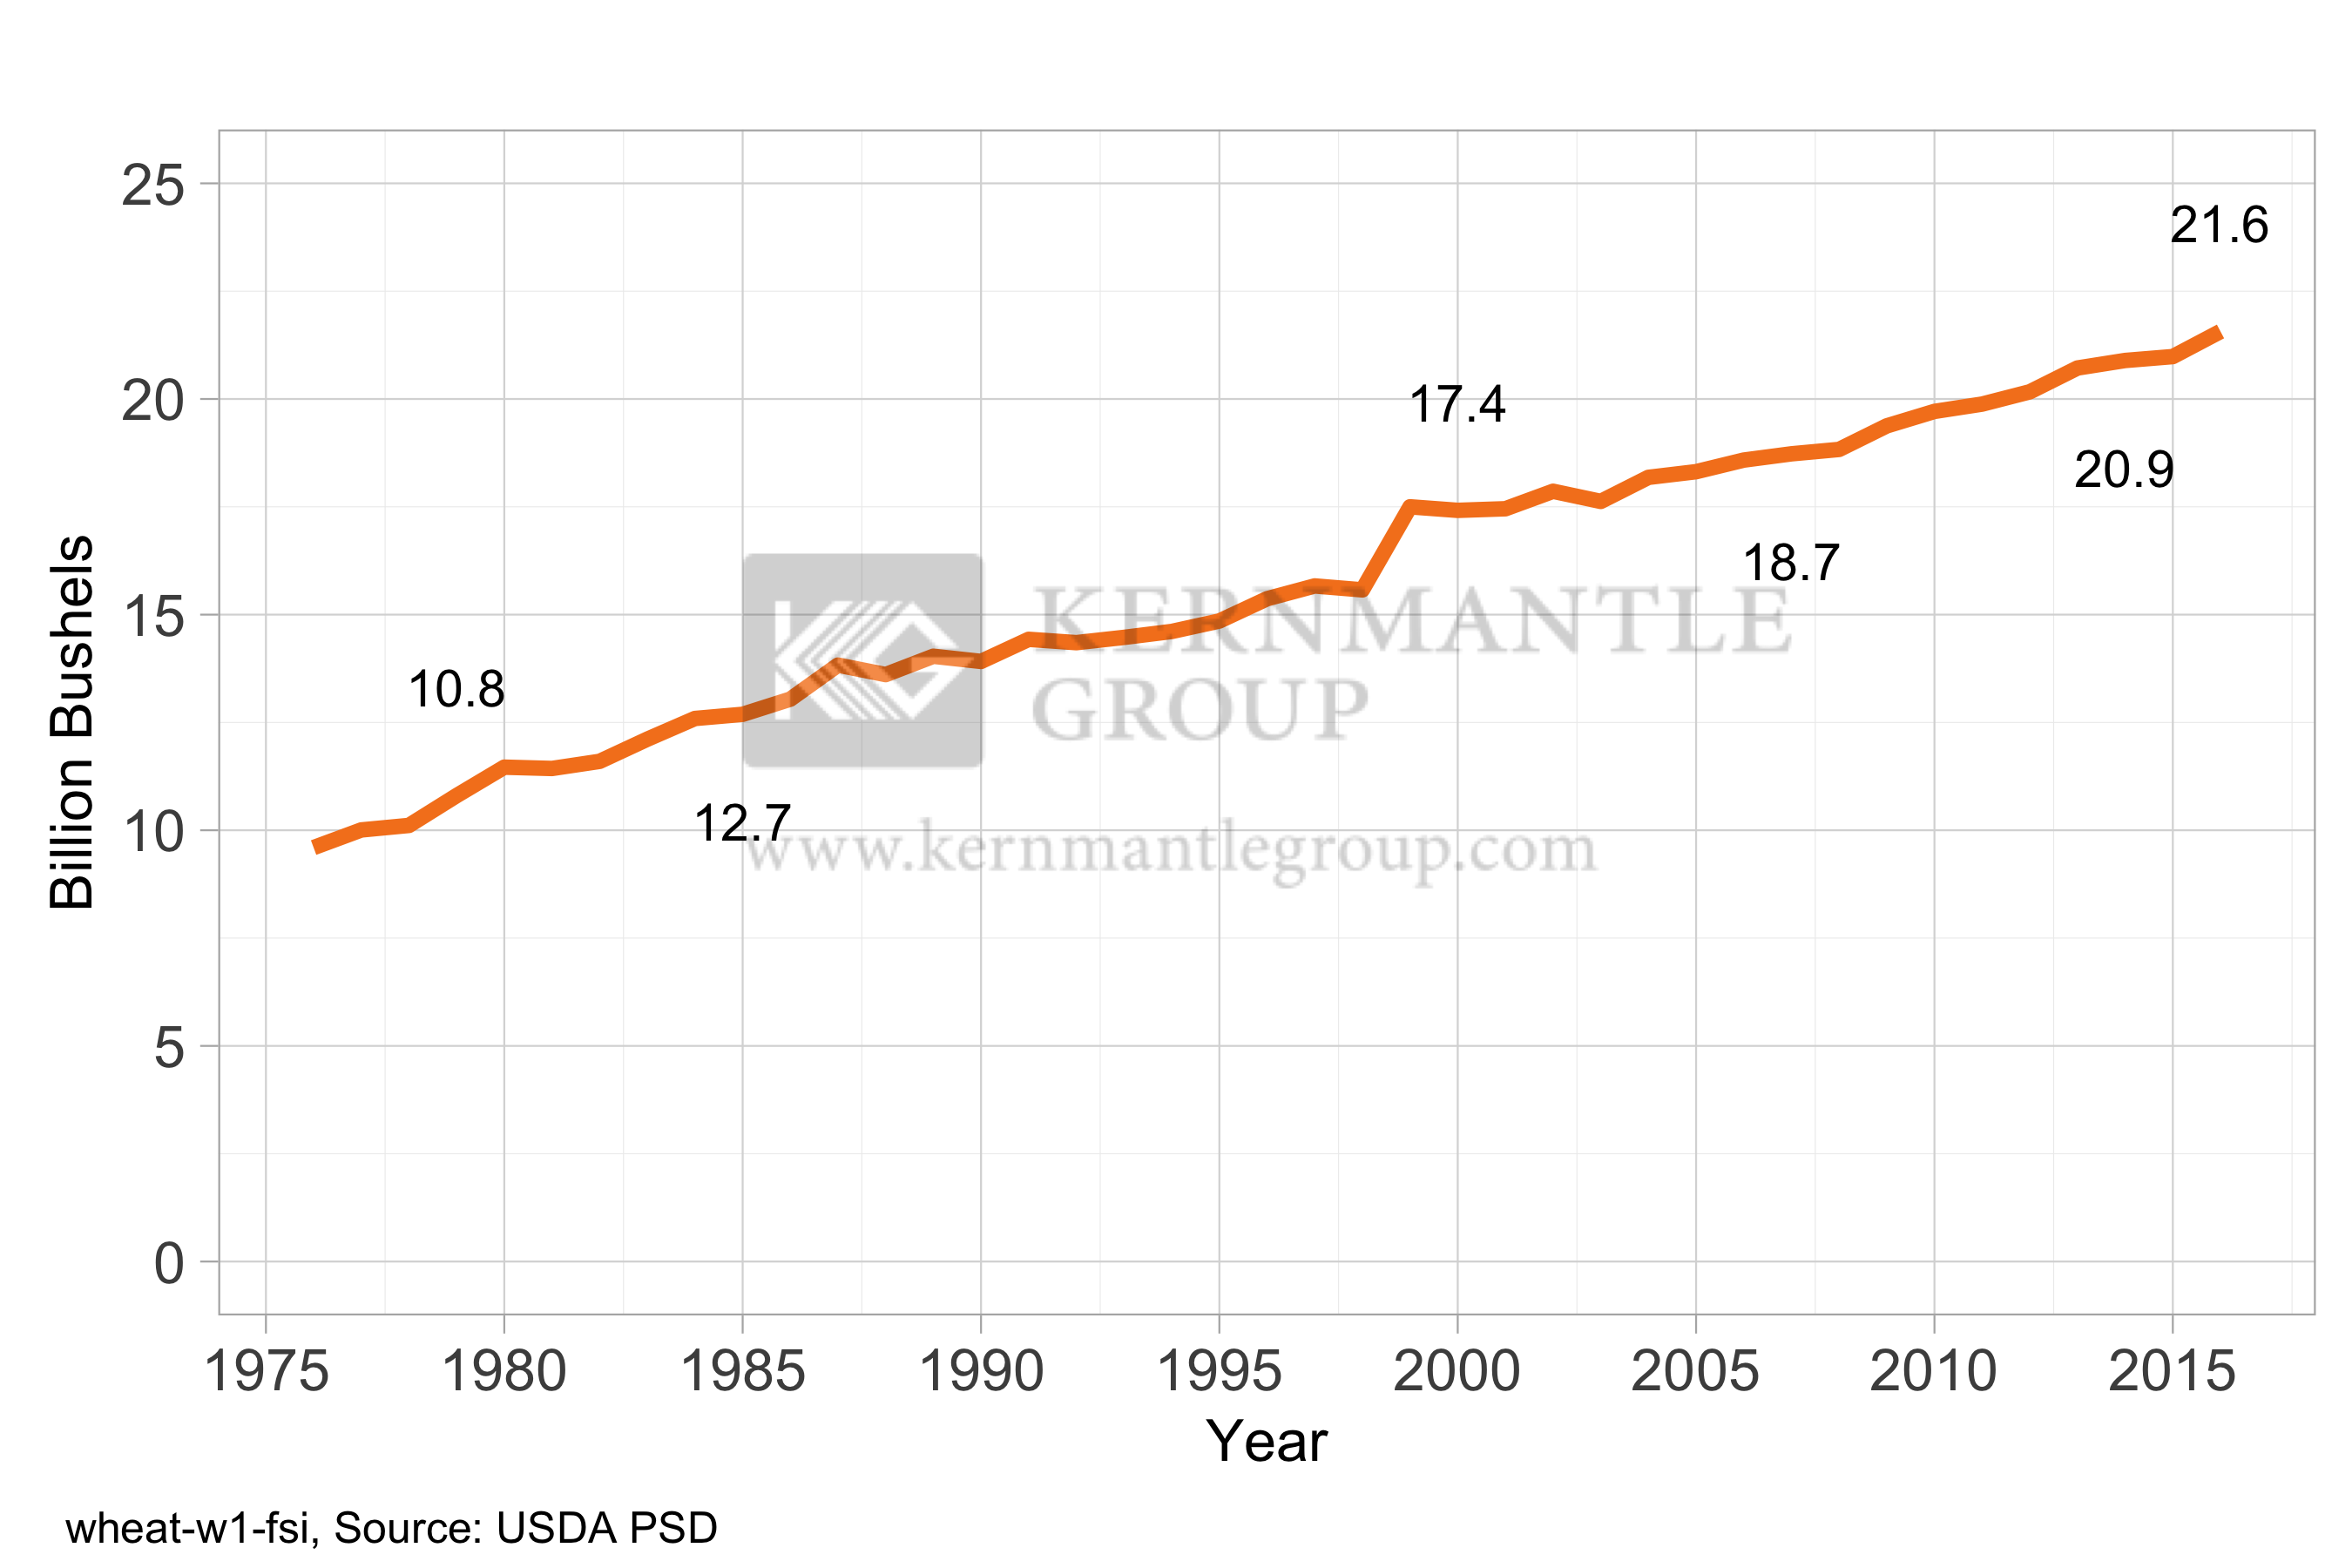 25
21.6
20
17.4
20.9
18.7
15
KERNMANTLE
GROUP
10.8
12.7
10
www.kernmantlegroup.com
5
0
Billion Bushels
1975 1980 1985 1990 1995 2000 2005 2010 2015
Year
wheat-w1-fsi, Source: USDA PSD